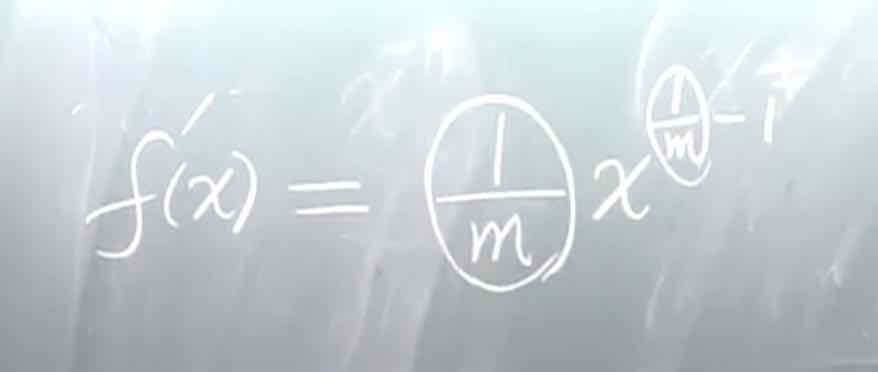 f'(x) = 1/m x^(1/m - 1)